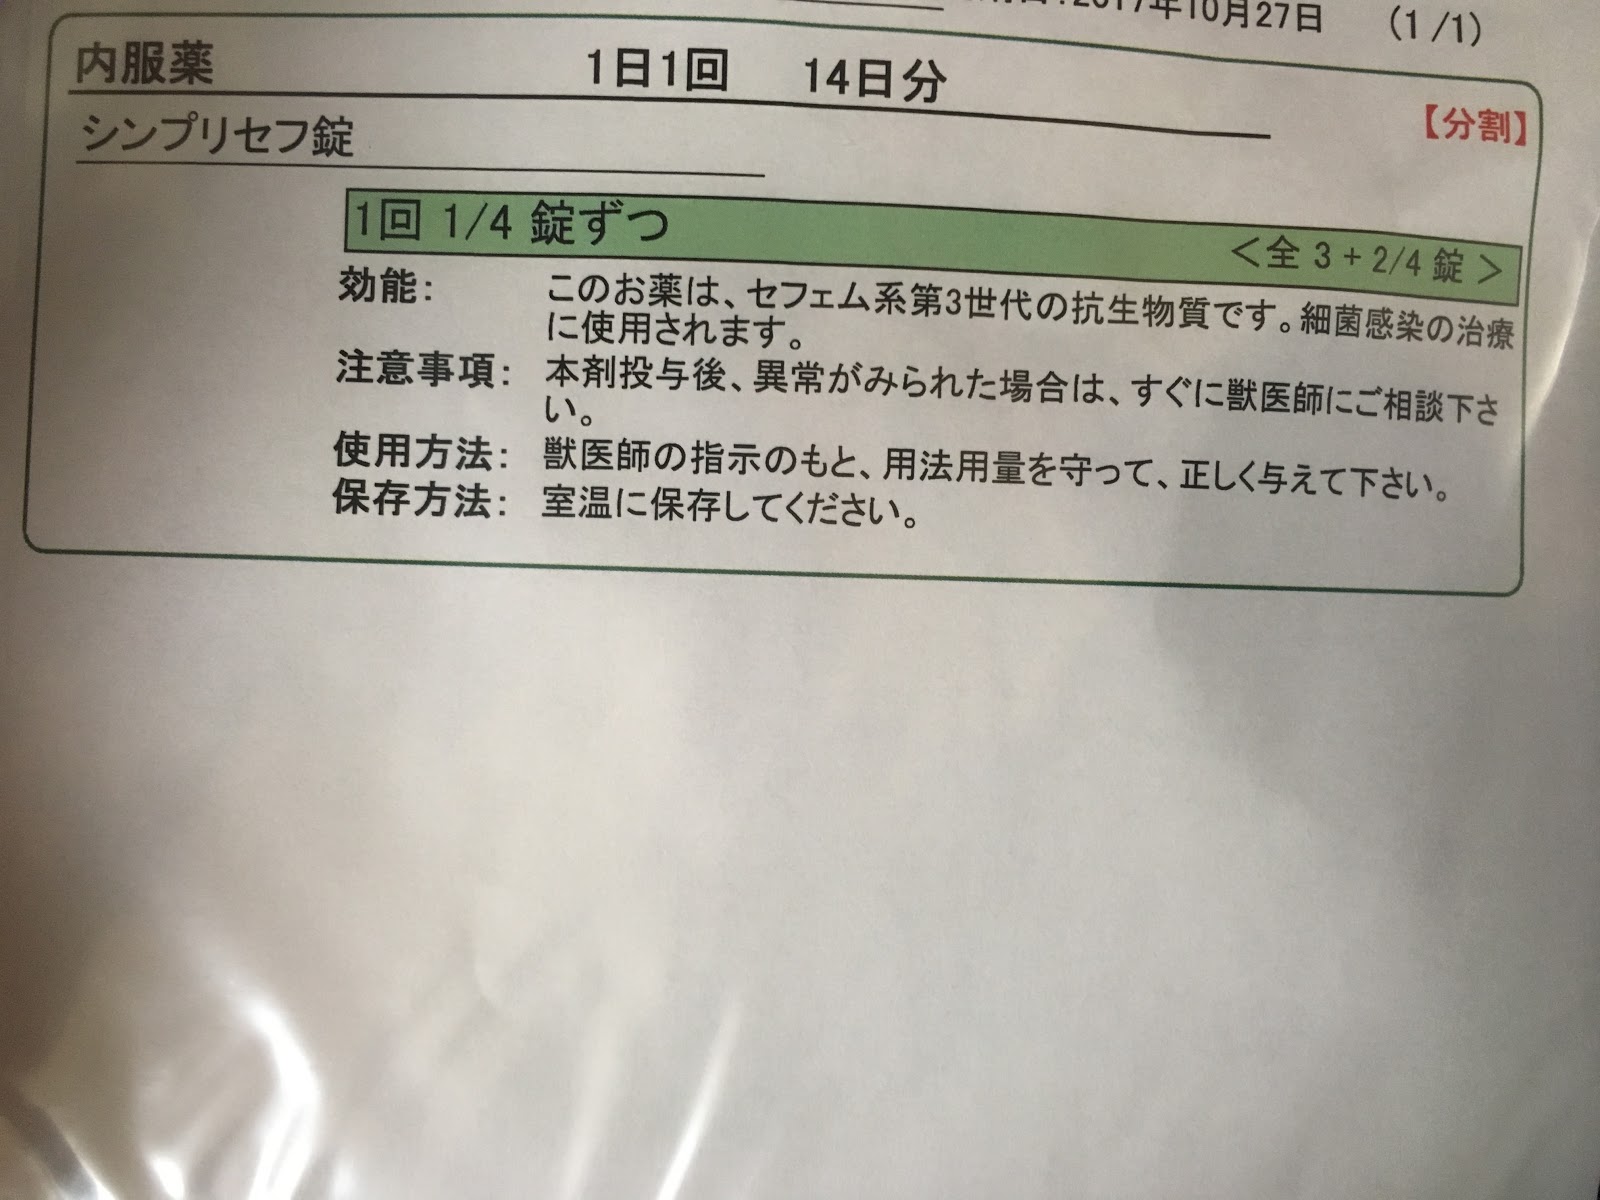 2017年10月27日 (1/1)
内服薬 1日1回 14日分
【分割】
シンプリセフ錠
1回 1/4 錠ずつ <全 3 + 2/4 錠>
効能: このお薬は、セフェム系第3世代の抗生物質です。細菌感染の治療
に使用されます。
注意事項: 本剤投与後、異常がみられた場合は、すぐに獣医師にご相談下さ
い。
使用方法: 獣医師の指示のもと、用法用量を守って、正しく与えて下さい。
保存方法: 室温に保存してください。